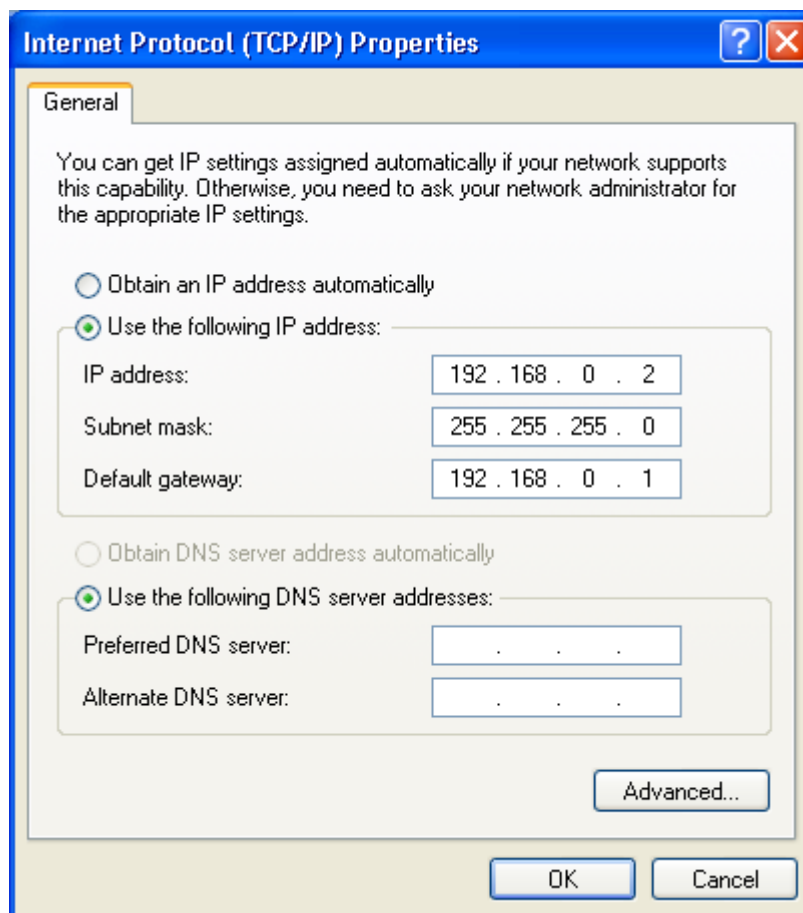 Internet Protocol (TCP/IP) Properties
General
You can get IP settings assigned automatically if your network supports
this capability. Otherwise, you need to ask your network administrator for
the appropriate IP settings.
Obtain an IP address automatically
Use the following IP address:
IP address: 192 . 168 . 0 . 2
Subnet mask: 255 . 255 . 255 . 0
Default gateway: 192 . 168 . 0 . 1
Obtain DNS server address automatically
Use the following DNS server addresses:
Preferred DNS server: . . .
Alternate DNS server: . . .
Advanced...
OK Cancel